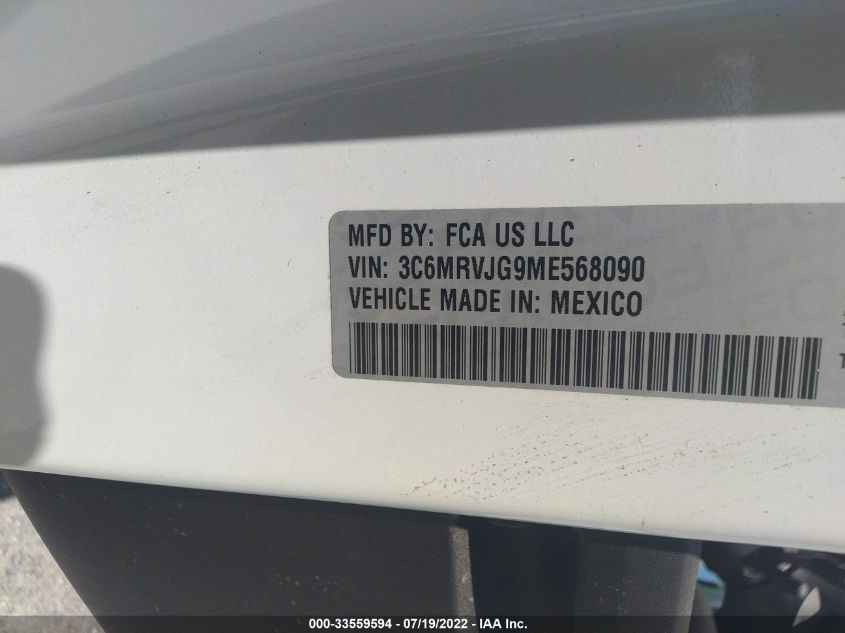 MFD BY: FCA US LLC
VIN: 3C6MRVJG9ME568090
VEHICLE MADE IN: MEXICO
000-33559594 - 07/19/2022 - IAA Inc.